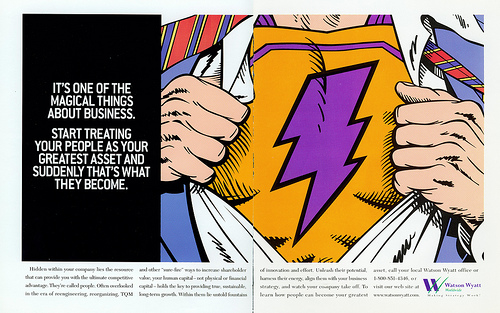 IT'S ONE OF THE
MAGICAL THINGS
ABOUT BUSINESS.
START TREATING
YOUR PEOPLE AS YOUR
GREATEST ASSET AND
SUDDENLY THAT'S WHAT
THEY BECOME.
Hidden within your company lies the resource
that can provide you with the ultimate competitive
advantage. They're called people. Often overlooked
in the era of reengineering, reorganizing, TQM
and other "sure-fire" ways to increase shareholder
value, your human capital – not physical or financial
capital – holds the key to providing true, sustainable,
long-term growth. Within them lie untold fountains
of innovation and effort. Unleash their potential,
harness their energy, align them with your business
strategy, and watch your company take off. To
learn how people can become your greatest
asset, call your local Watson Wyatt office or
1-800-851-4540, or
visit our web site at
www.watsonwyatt.com.
Watson Wyatt
Worldwide